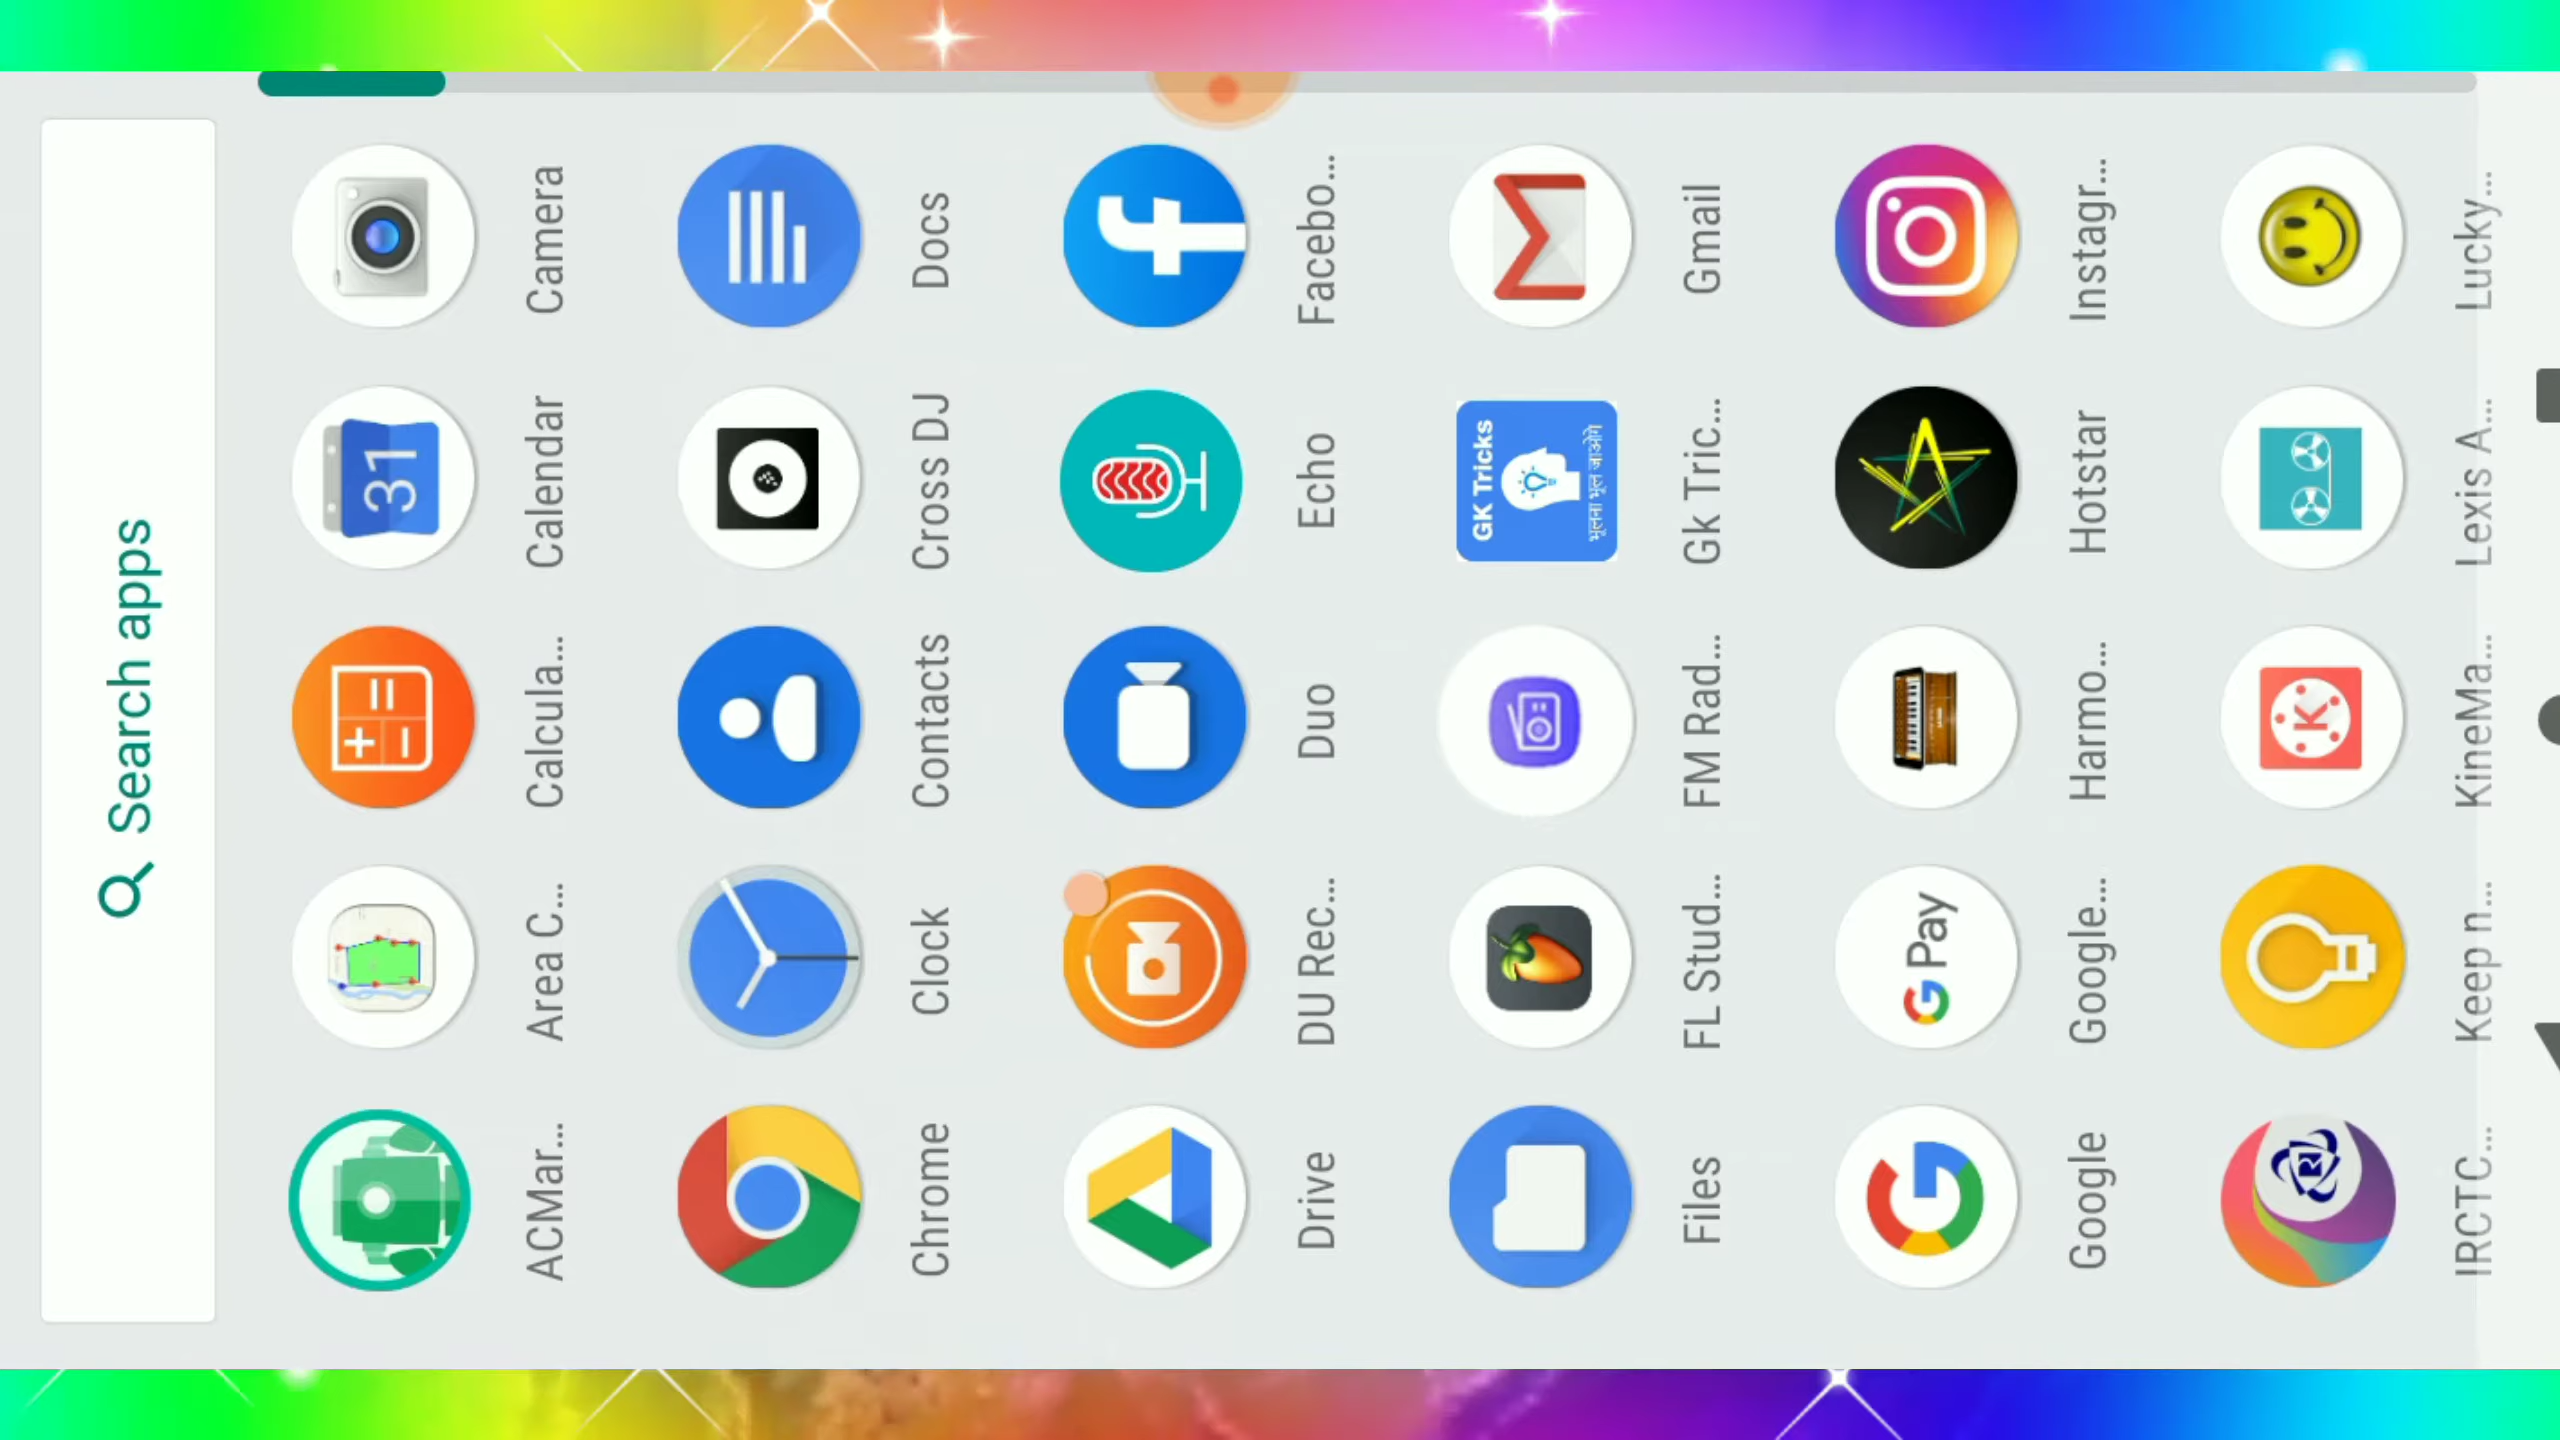 Search apps
ACMar...
Area C...
Calcula...
31
Calendar
Camera
Chrome
Clock
Contacts
Cross DJ
Docs
Drive
DU Rec...
Duo
Echo
Facebo...
Files
FL Stud...
FM Rad...
GK Tricks
भूलना भूल जाओगे
Gk Tric...
Gmail
Google
G Pay
Google...
Harmo...
Hotstar
Instagr...
IRCTC...
Keep n...
K
KineMa...
Lexis A...
Lucky...